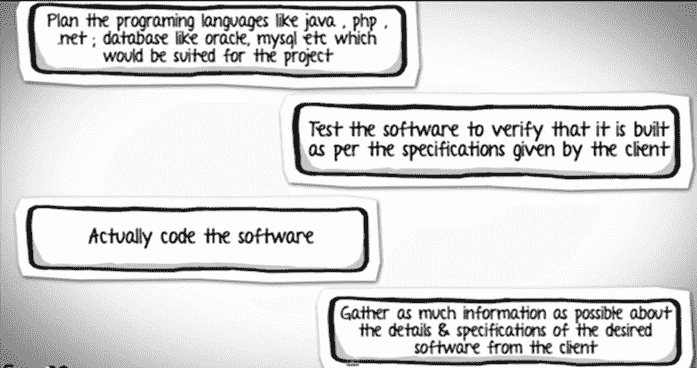 Plan the programing languages like java , php ,
.net ; database like oracle, mysql etc which
would be suited for the project
Test the software to verify that it is built
as per the specifications given by the client
Actually code the software
Gather as much information as possible about
the details & specifications of the desired
software from the client